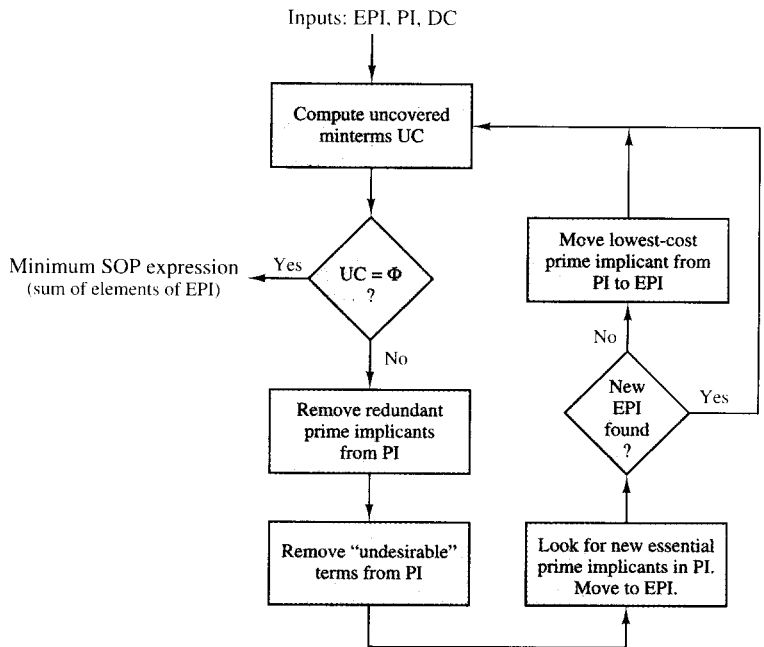 Inputs: EPI, PI, DC
Compute uncovered
minterms UC
Minimum SOP expression
(sum of elements of EPI)
Yes
UC = Φ
?
No
Remove redundant
prime implicants
from PI
Remove “undesirable”
terms from PI
Look for new essential
prime implicants in PI.
Move to EPI.
New
EPI
found
?
Yes
No
Move lowest-cost
prime implicant from
PI to EPI